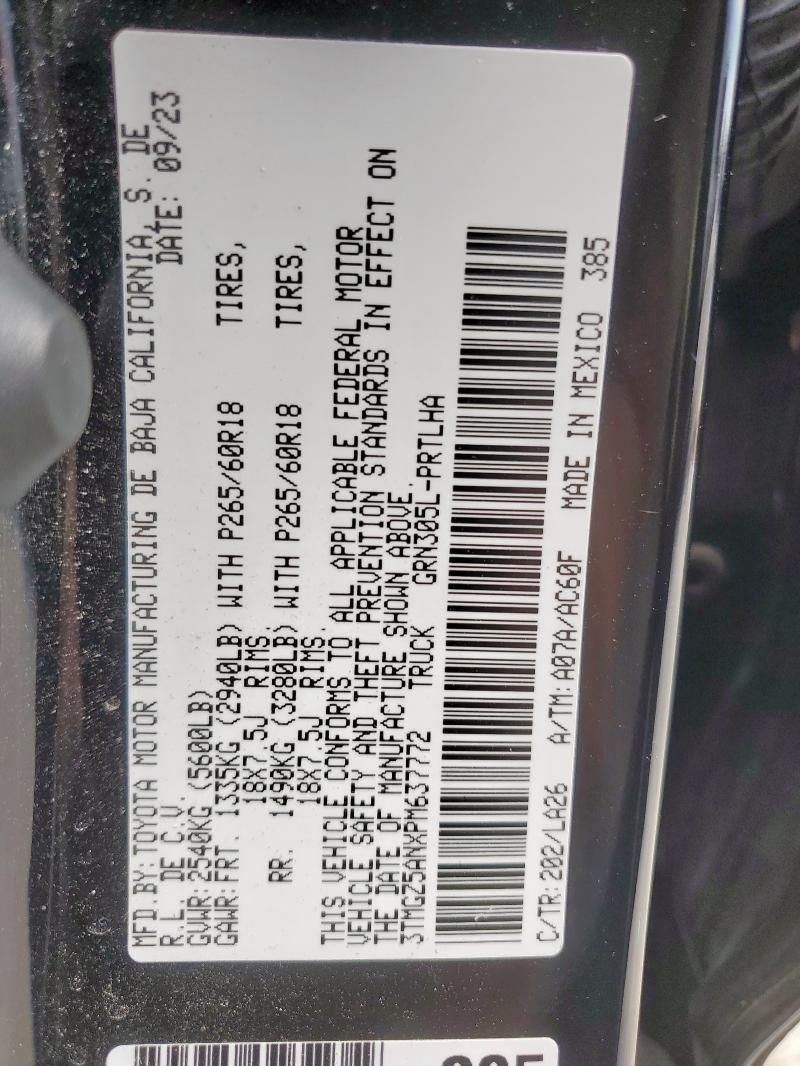 MFD.BY: TOYOTA MOTOR MANUFACTURING DE BAJA CALIFORNIA, S. DE
R.L. DE C.V. DATE: 09/23
GVWR: 2540KG (5600LB)
GAWR: FRT. 1335KG (2940LB) WITH P265/60R18 TIRES,
18X7.5J RIMS.
RR. 1490KG (3280LB) WITH P265/60R18 TIRES,
18X7.5J RIMS.
THIS VEHICLE CONFORMS TO ALL APPLICABLE FEDERAL MOTOR
VEHICLE SAFETY AND THEFT PREVENTION STANDARDS IN EFFECT ON
THE DATE OF MANUFACTURE SHOWN ABOVE.
3TMGZ5ANXPM637772 TRUCK GRN305L-PRTLHA
C/TR: 202/LA26 A/TM: A07A/AC60F MADE IN MEXICO 385